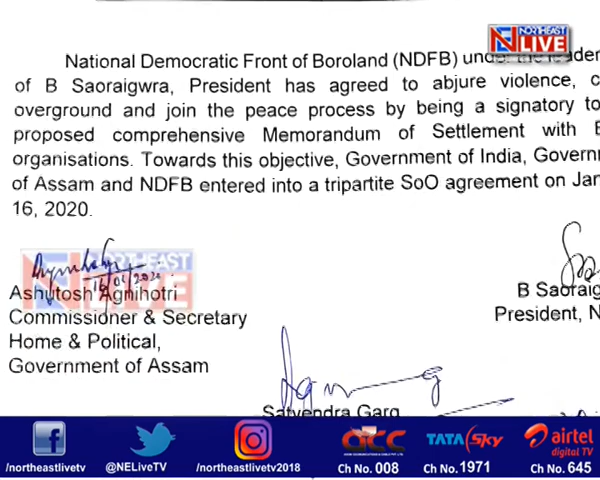 NORTHEAST
LIVE
National Democratic Front of Boroland (NDFB) under the
of B Saoraigwra, President has agreed to abjure violence,
overground and join the peace process by being a signatory to
proposed comprehensive Memorandum of Settlement with
organisations. Towards this objective, Government of India,
of Assam and NDFB entered into a tripartite SoO agreement on
16, 2020.
NORTHEAST
LIVE
16/01/2020
Ashutosh Agnihotri
Commissioner & Secretary
Home & Political,
Government of Assam
B
President,
Satyendra Garg
/northeastlivetv
@NELiveTV
/northeastlivetv2018
ACC
Ch No. 008
TATA Sky
Ch No. 1971
airtel
digital TV
Ch No. 645